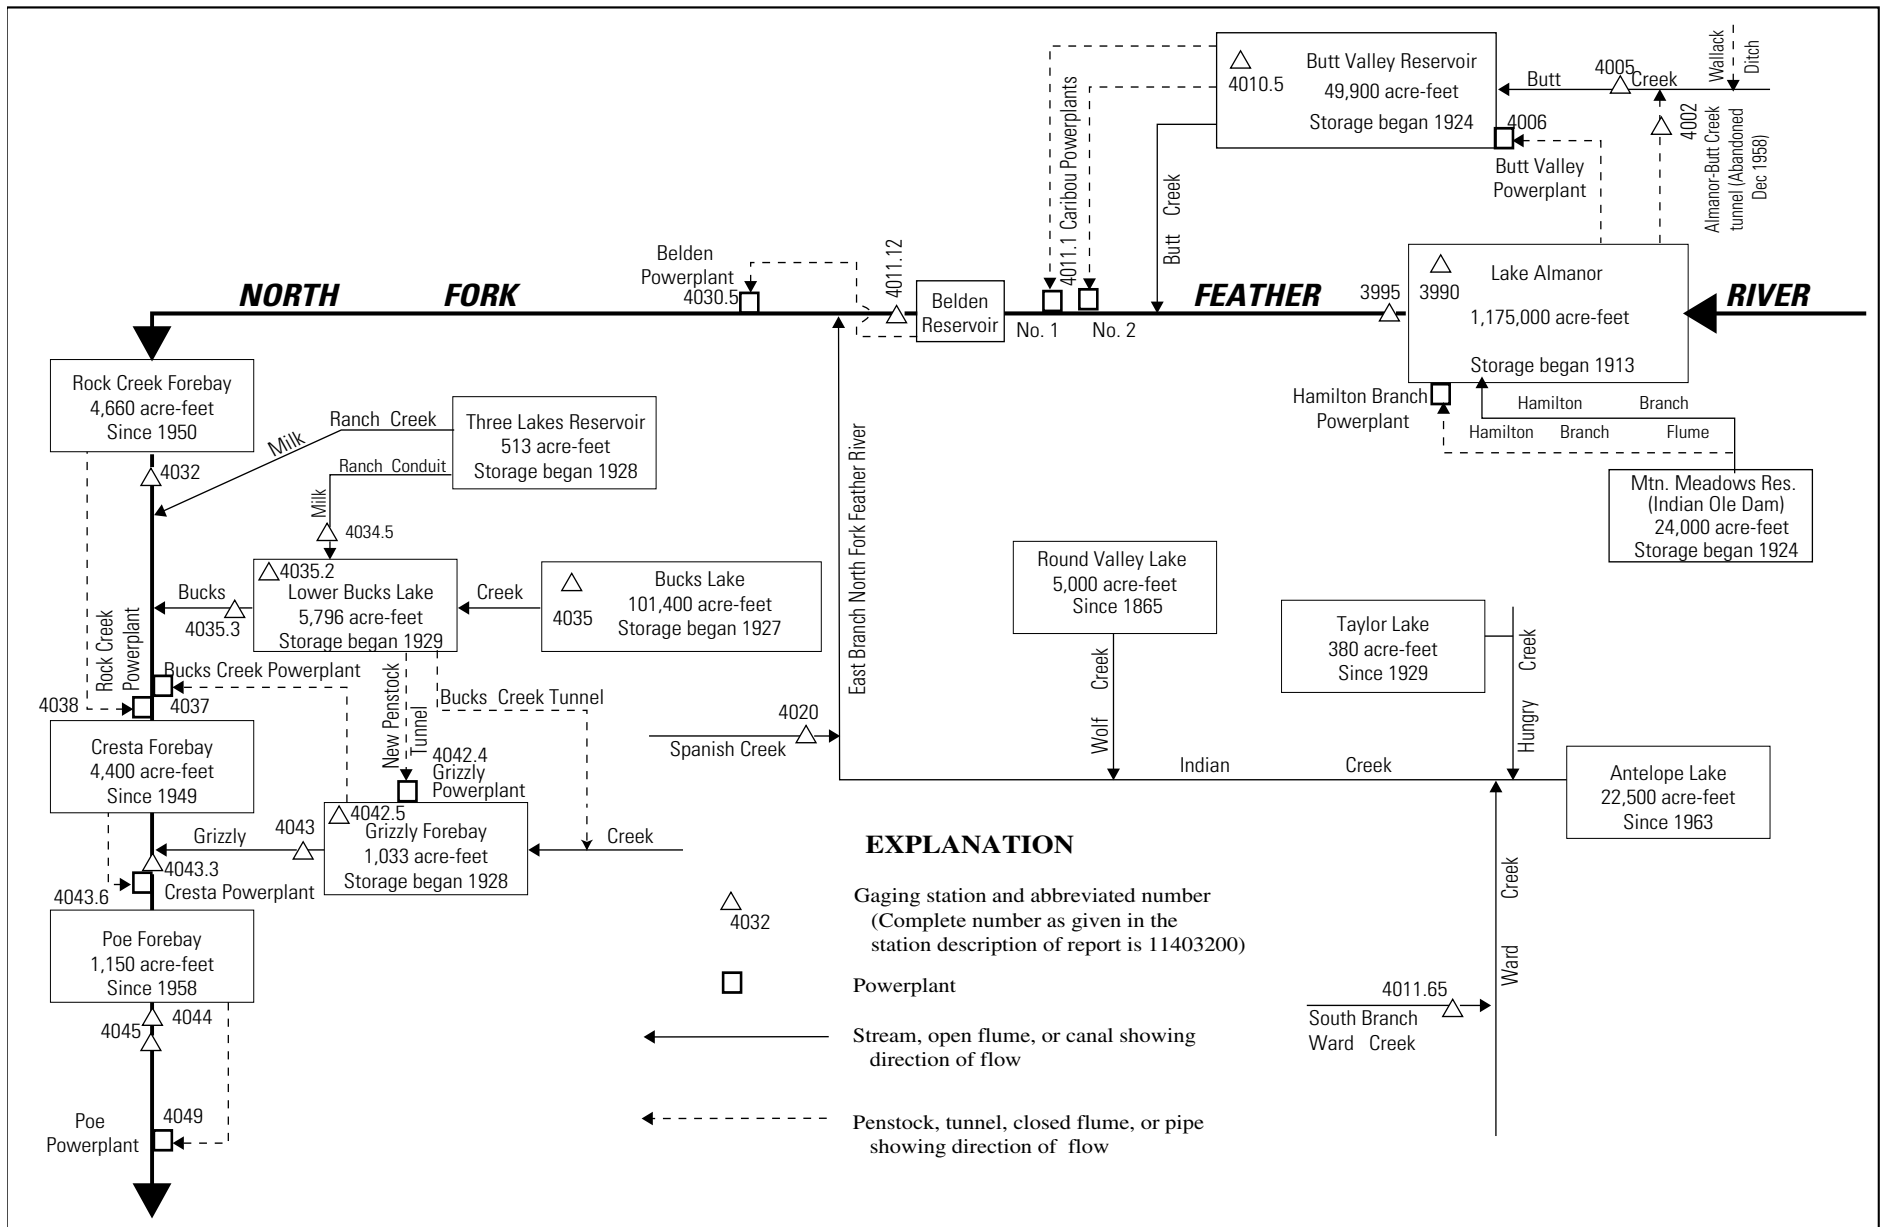 Butt Valley Reservoir
49,900 acre-feet
Storage began 1924
4010.5
Butt Creek
4005
Wallack
Ditch
4002
Almanor-Butt Creek
tunnel (Abandoned
Dec 1958)
4006
Butt Valley
Powerplant
4011.1 Caribou Powerplants
Butt Creek
Belden
Powerplant
4030.5
4011.12
Belden
Reservoir
No. 1
No. 2
NORTH FORK FEATHER RIVER
3995
3990
Lake Almanor
1,175,000 acre-feet
Storage began 1913
Hamilton Branch
Powerplant
Hamilton Branch
Hamilton Branch Flume
Mtn. Meadows Res.
(Indian Ole Dam)
24,000 acre-feet
Storage began 1924
Rock Creek Forebay
4,660 acre-feet
Since 1950
4032
Milk Ranch Creek
Three Lakes Reservoir
513 acre-feet
Storage began 1928
Milk Ranch Conduit
4034.5
4035.2
Lower Bucks Lake
5,796 acre-feet
Storage began 1929
Bucks Creek
4035.3
Bucks Lake
4035
101,400 acre-feet
Storage began 1927
Rock Creek
Powerplant
Bucks Creek Powerplant
4038
4037
New Penstock
Tunnel
Bucks Creek Tunnel
4042.4
Grizzly
Powerplant
Cresta Forebay
4,400 acre-feet
Since 1949
4042.5
Grizzly Forebay
1,033 acre-feet
Storage began 1928
Grizzly Creek
4043
4043.3
Cresta Powerplant
4043.6
Poe Forebay
1,150 acre-feet
Since 1958
4044
4045
Poe
Powerplant
4049
East Branch North Fork Feather River
4020
Spanish Creek
Round Valley Lake
5,000 acre-feet
Since 1865
Wolf Creek
Indian Creek
Taylor Lake
380 acre-feet
Since 1929
Hungry Creek
Antelope Lake
22,500 acre-feet
Since 1963
Ward Creek
4011.65
South Branch
Ward Creek
EXPLANATION
4032
Gaging station and abbreviated number
(Complete number as given in the
station description of report is 11403200)
Powerplant
Stream, open flume, or canal showing
direction of flow
Penstock, tunnel, closed flume, or pipe
showing direction of flow